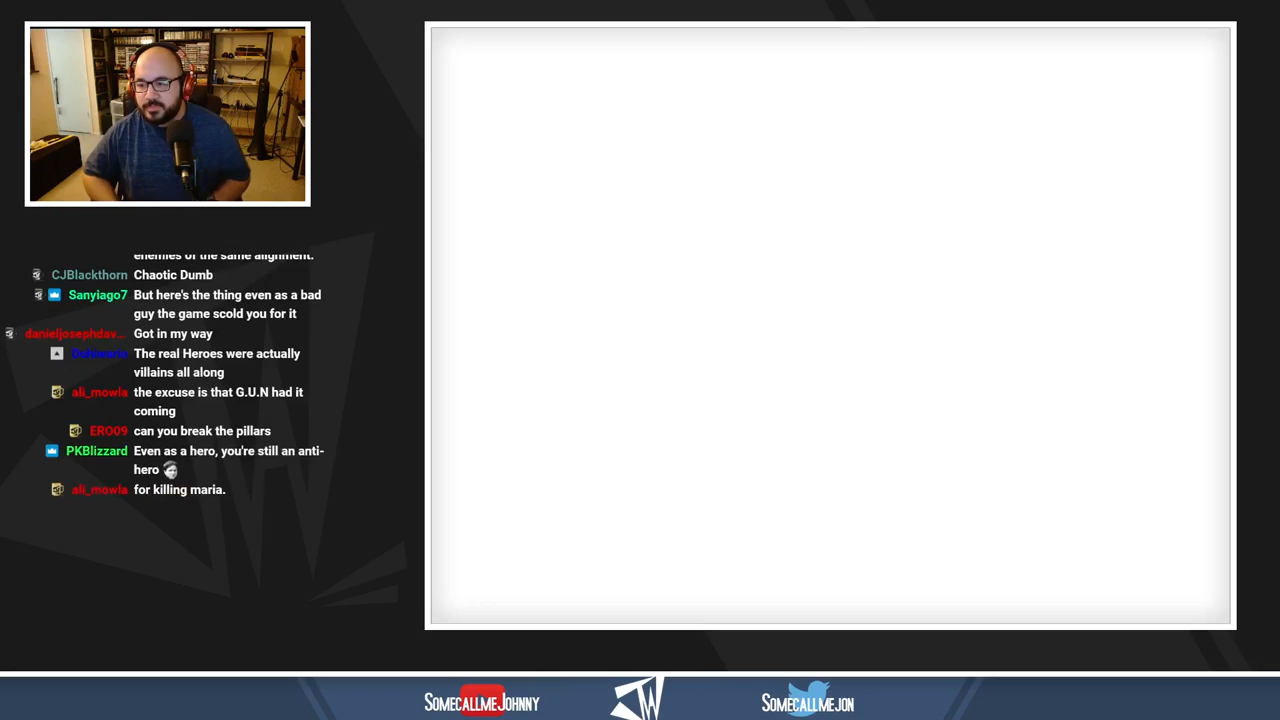 enemies of the same alignment.
CJBlackthorn Chaotic Dumb
Sanyiago7 But here's the thing even as a bad
guy the game scold you for it
danieljosephdav... Got in my way
The real Heroes were actually
villains all along
ali_mowla the excuse is that G.U.N had it
coming
ERO09 can you break the pillars
PKBlizzard Even as a hero, you're still an anti-
hero
ali_mowla for killing maria.
SOMECALLMEJOHNNY
SOMECALLMEJON